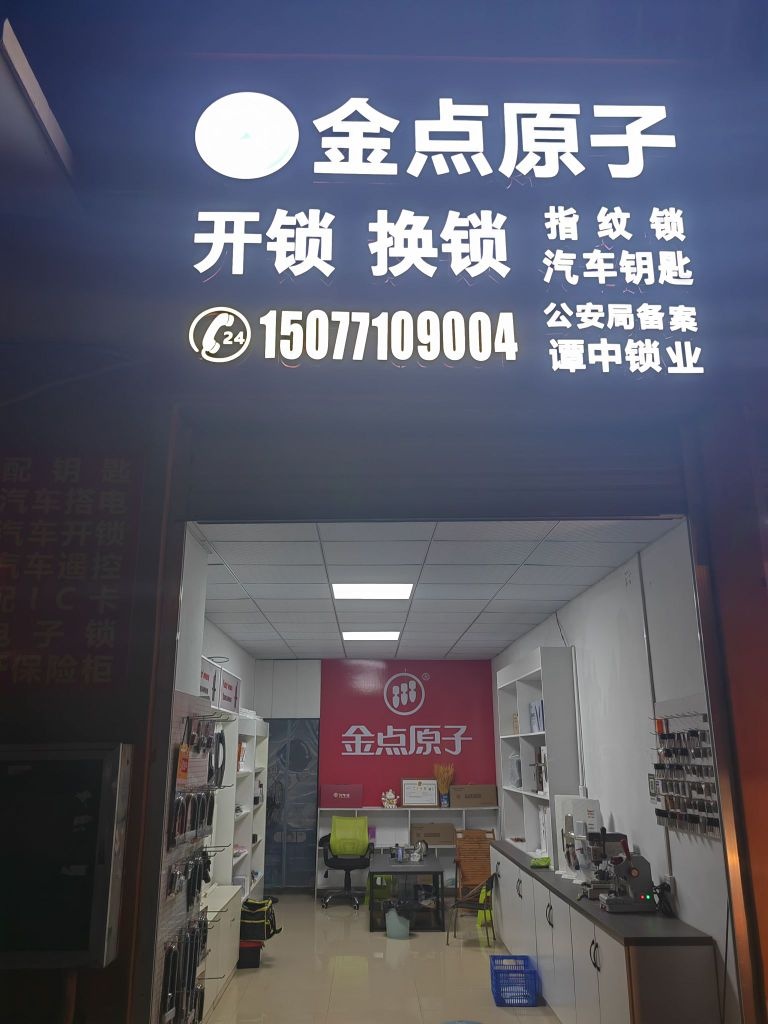 金点原子
开锁 换锁
指纹锁
汽车钥匙
24
15077109004
公安局备案
谭中锁业
配钥匙
汽车搭电
汽车开锁
汽车遥控
配IC卡
电子锁
保险柜
®
金点原子